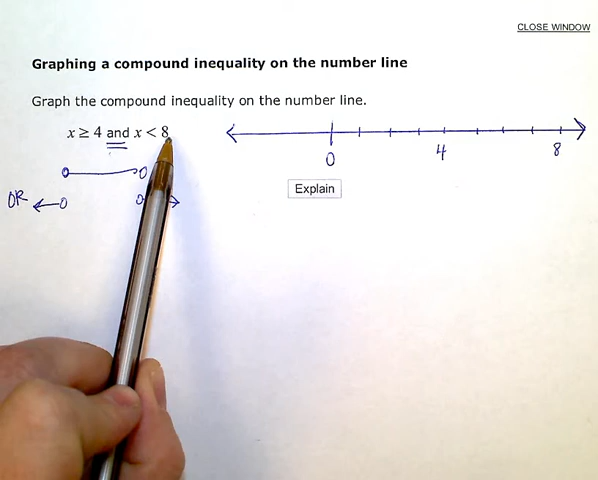 CLOSE WINDOW
Graphing a compound inequality on the number line
Graph the compound inequality on the number line.
x ≥ 4 and x < 8
0 4 8
Explain
OR